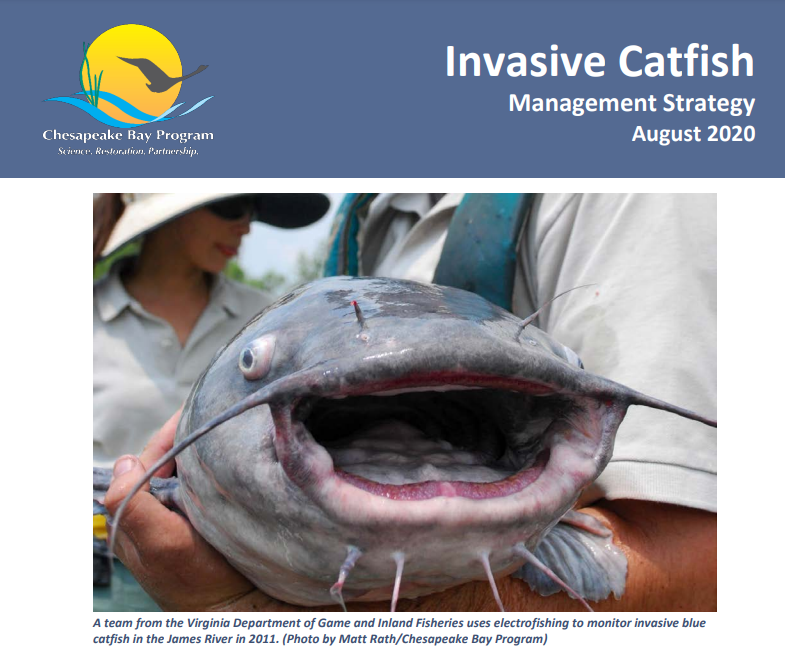 Chesapeake Bay Program
Science. Restoration. Partnership.
Invasive Catfish
Management Strategy
August 2020
A team from the Virginia Department of Game and Inland Fisheries uses electrofishing to monitor invasive blue
catfish in the James River in 2011. (Photo by Matt Rath/Chesapeake Bay Program)